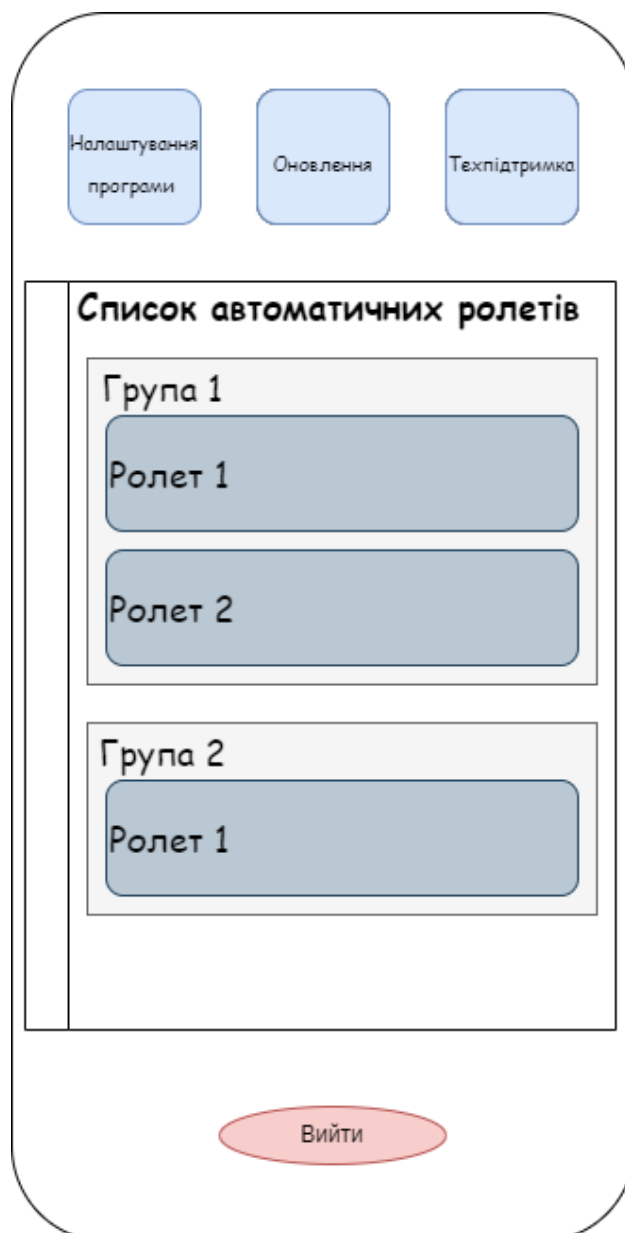 Налаштування
програми
Оновлення
Техпідтримка
Список автоматичних ролетів
Група 1
Ролет 1
Ролет 2
Група 2
Ролет 1
Вийти